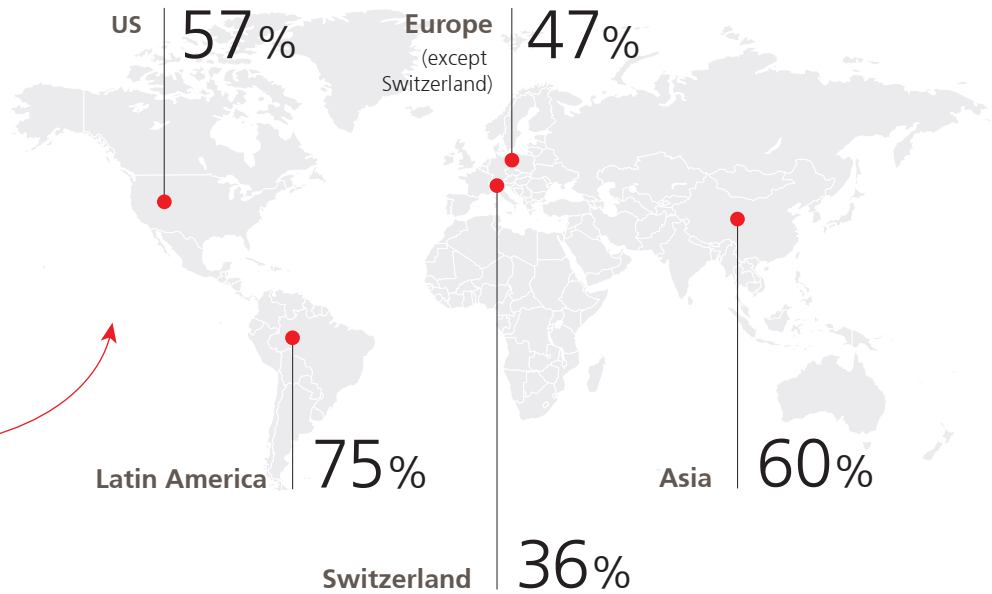 US 57%
Europe 47%
(except
Switzerland)
Latin America 75%
Asia 60%
Switzerland 36%